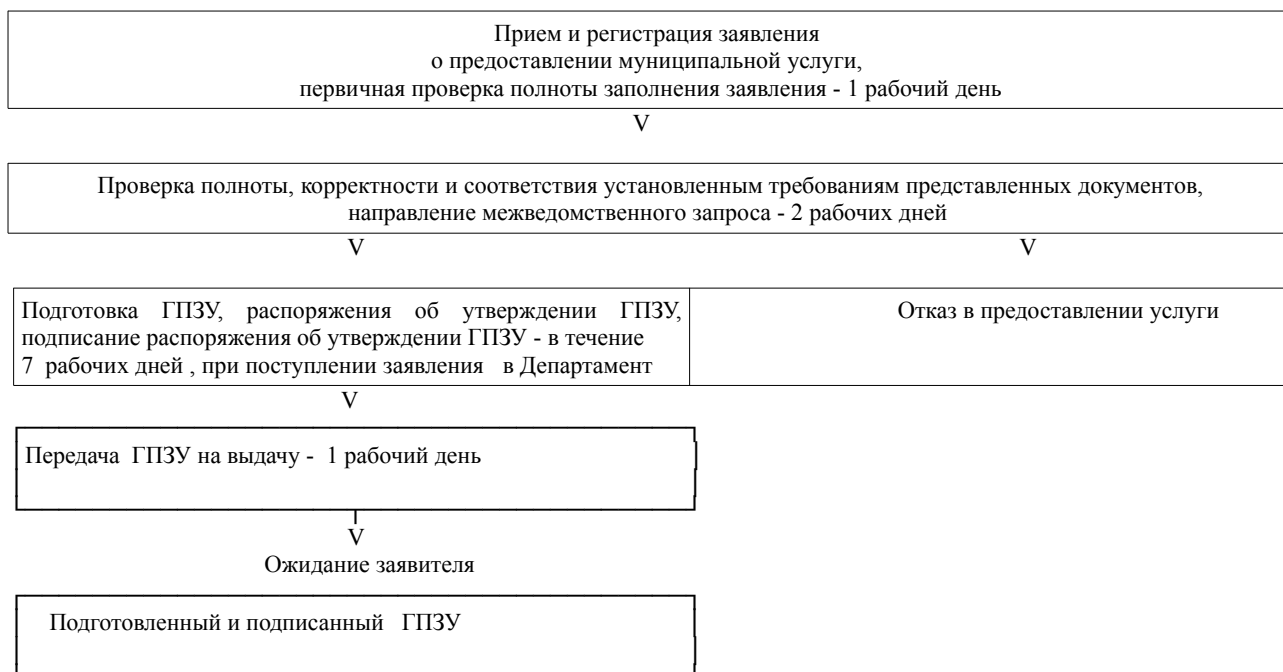 Прием и регистрация заявления
о предоставлении муниципальной услуги,
первичная проверка полноты заполнения заявления - 1 рабочий день
V
Проверка полноты, корректности и соответствия установленным требованиям представленных документов,
направление межведомственного запроса - 2 рабочих дней
V V
Подготовка ГПЗУ, распоряжения об утверждении ГПЗУ,
подписание распоряжения об утверждении ГПЗУ - в течение
7 рабочих дней , при поступлении заявления в Департамент
Отказ в предоставлении услуги
V
Передача ГПЗУ на выдачу - 1 рабочий день
V
Ожидание заявителя
Подготовленный и подписанный ГПЗУ